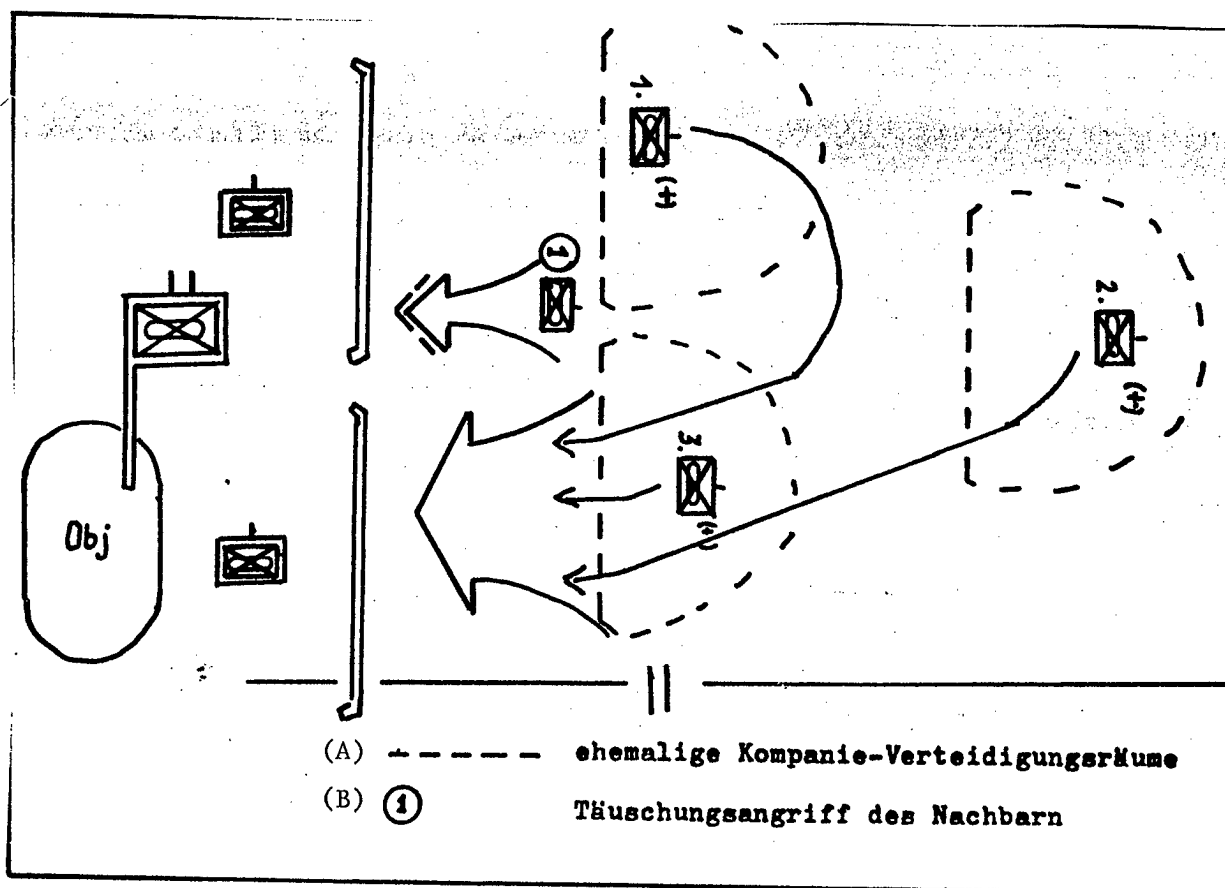 1.
(+)
1
2.
(+)
3.
(+)
Obj
(A) ehemalige Kompanie-Verteidigungsräume
(B) 1 Täuschungsangriff des Nachbarn